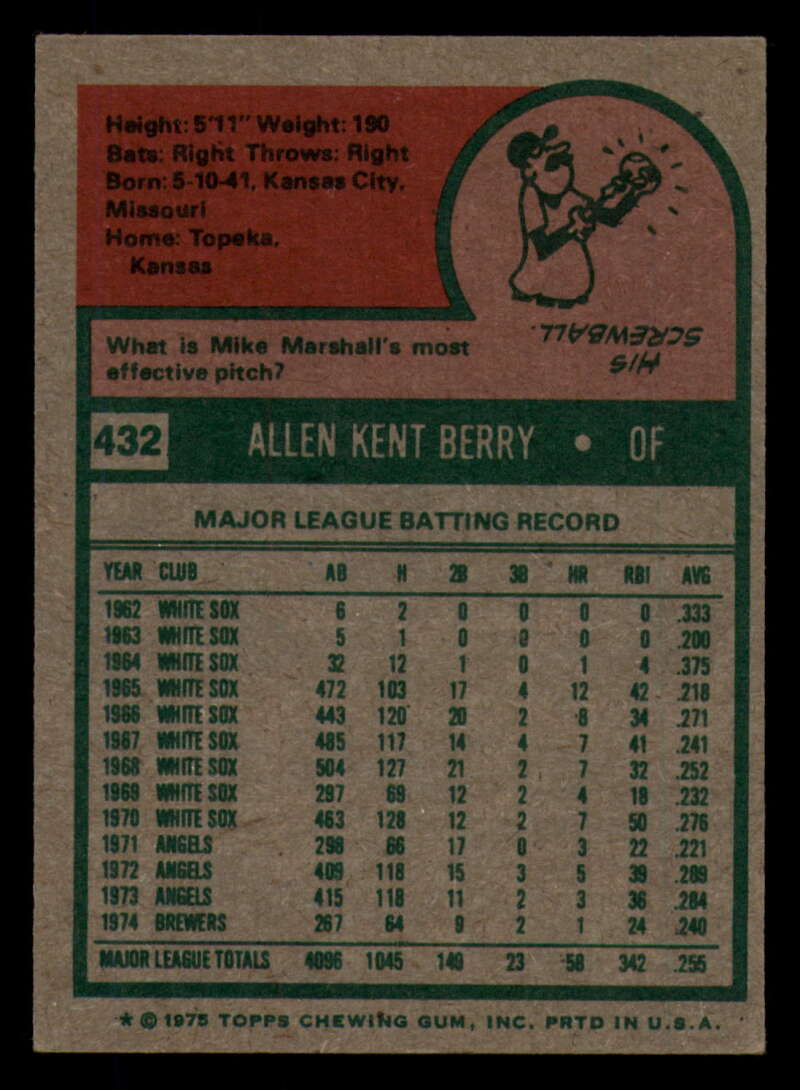 Height: 5'11" Weight: 190
Bats: Right Throws: Right
Born: 5-10-41, Kansas City,
Missouri
Home: Topeka,
Kansas
What is Mike Marshall's most
effective pitch?
HIS
SCREWBALL.
432 ALLEN KENT BERRY • OF
MAJOR LEAGUE BATTING RECORD
YEAR CLUB AB H 2B 3B HR RBI AVG
1962 WHITE SOX 6 2 0 0 0 0 .333
1963 WHITE SOX 5 1 0 0 0 0 .200
1964 WHITE SOX 32 12 1 0 1 4 .375
1965 WHITE SOX 472 103 17 4 12 42 .218
1966 WHITE SOX 443 120 20 2 8 34 .271
1967 WHITE SOX 485 117 14 4 7 41 .241
1968 WHITE SOX 504 127 21 2 7 32 .252
1969 WHITE SOX 297 69 12 2 4 18 .232
1970 WHITE SOX 463 128 12 2 7 50 .276
1971 ANGELS 298 66 17 0 3 22 .221
1972 ANGELS 409 118 15 3 5 39 .289
1973 ANGELS 415 118 11 2 3 36 .284
1974 BREWERS 267 64 9 2 1 24 .240
MAJOR LEAGUE TOTALS 4096 1045 149 23 58 342 .255
* © 1975 TOPPS CHEWING GUM, INC. PRTD IN U.S.A.